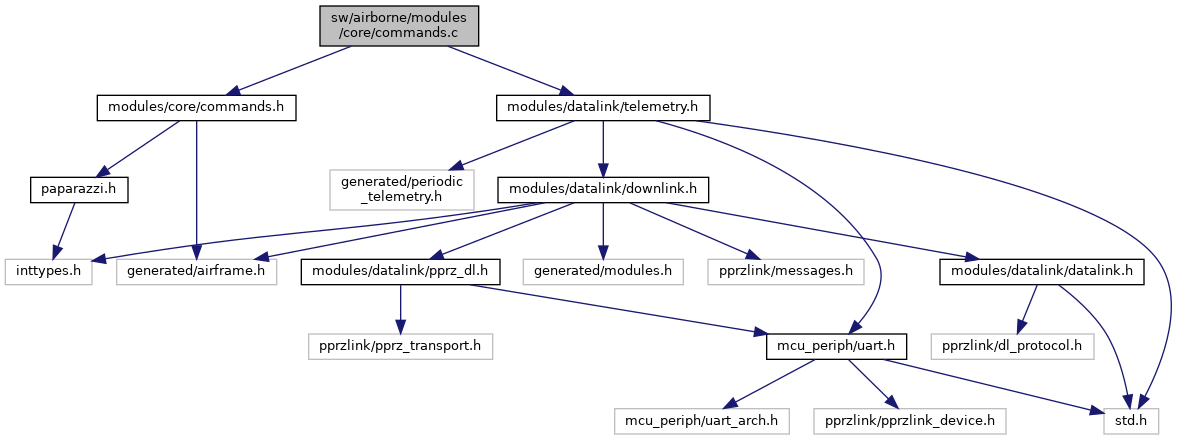 sw/airborne/modules
/core/commands.c
modules/core/commands.h
modules/datalink/telemetry.h
paparazzi.h
generated/periodic
_telemetry.h
modules/datalink/downlink.h
inttypes.h
generated/airframe.h
modules/datalink/pprz_dl.h
generated/modules.h
pprzlink/messages.h
modules/datalink/datalink.h
pprzlink/pprz_transport.h
mcu_periph/uart.h
pprzlink/dl_protocol.h
mcu_periph/uart_arch.h
pprzlink/pprzlink_device.h
std.h